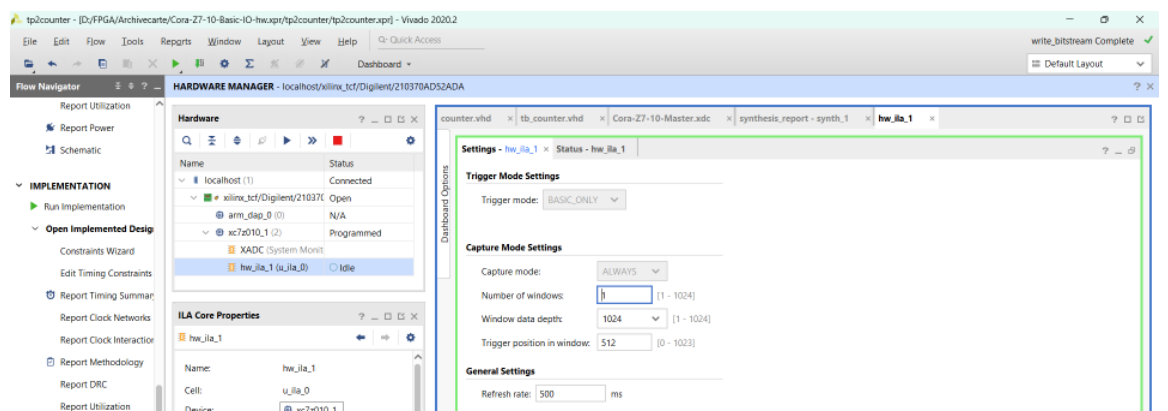 tp2counter - [D:/FPGA/Archivecarte/Cora-Z7-10-Basic-IO-hw.xpr/tp2counter/tp2counter.xpr] - Vivado 2020.2
File Edit Flow Tools Reports Window Layout View Help Q- Quick Access write_bitstream Complete
Dashboard Default Layout
Flow Navigator HARDWARE MANAGER - localhost/xilinx_tcf/Digilent/210370AD52ADA
Report Utilization
Report Power
Schematic
IMPLEMENTATION
Run Implementation
Open Implemented Desig
Constraints Wizard
Edit Timing Constraints
Report Timing Summar
Report Clock Networks
Report Clock Interaction
Report Methodology
Report DRC
Report Utilization
Hardware
Name Status
localhost (1) Connected
xilinx_tcf/Digilent/21037( Open
arm_dap_0 (0) N/A
xc7z010_1 (2) Programmed
XADC (System Monit
hw_ila_1 (u_ila_0) Idle
ILA Core Properties
hw_ila_1
Name: hw_ila_1
Cell: u_ila_0
Device: xc7z010_1
unter.vhd tb_counter.vhd Cora-Z7-10-Master.xdc synthesis_report - synth_1 hw_ila_1
Dashboard Options
Settings - hw_ila_1 Status - hw_ila_1
Trigger Mode Settings
Trigger mode: BASIC_ONLY
Capture Mode Settings
Capture mode: ALWAYS
Number of windows: 1 [1 - 1024]
Window data depth: 1024 [1 - 1024]
Trigger position in window: 512 [0 - 1023]
General Settings
Refresh rate: 500 ms